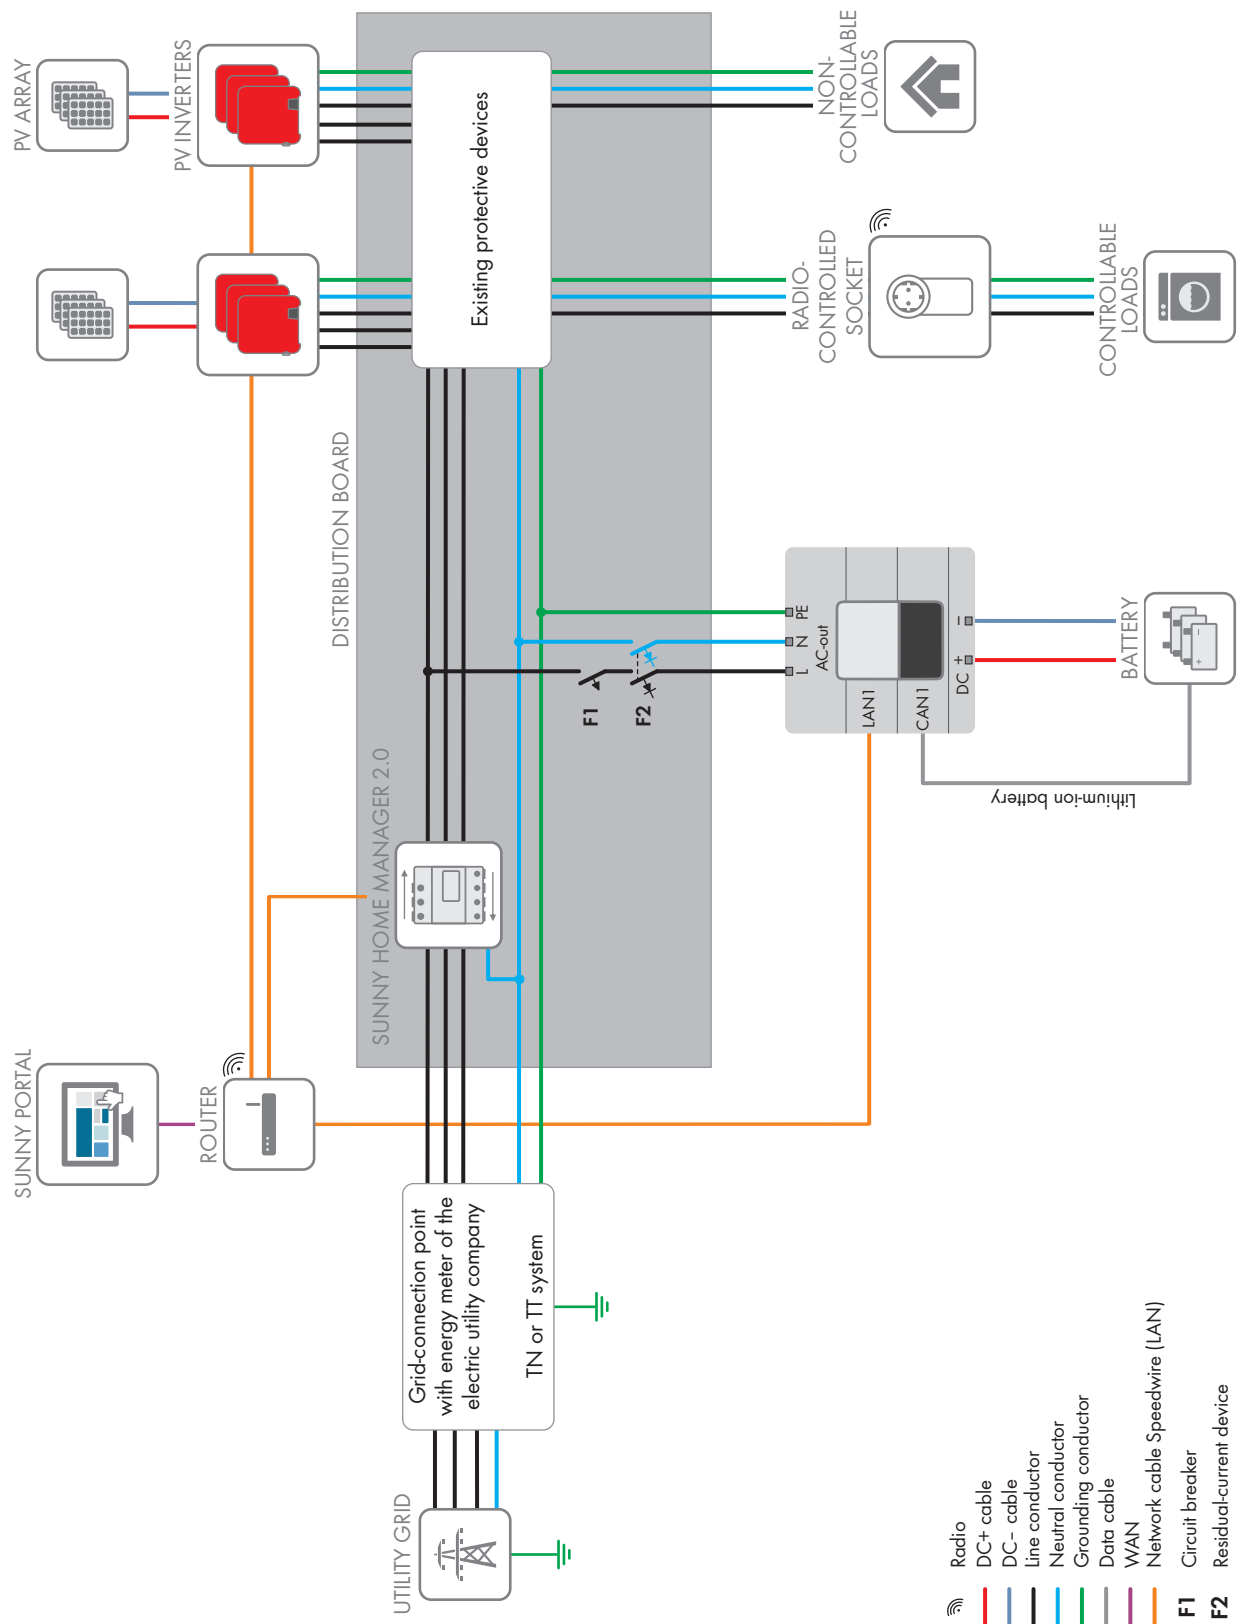 SUNNY PORTAL
ROUTER
PV ARRAY
PV INVERTERS
DISTRIBUTION BOARD
SUNNY HOME MANAGER 2.0
UTILITY GRID
Grid-connection point
with energy meter of the
electric utility company
TN or TT system
Existing protective devices
F1
F2
L
N
PE
AC-out
LAN1
CAN1
DC
+
−
Lithium-ion battery
BATTERY
RADIO-
CONTROLLED
SOCKET
NON-
CONTROLLABLE
LOADS
CONTROLLABLE
LOADS
Radio
DC+ cable
DC− cable
Line conductor
Neutral conductor
Grounding conductor
Data cable
WAN
Network cable Speedwire (LAN)
F1 Circuit breaker
F2 Residual-current device